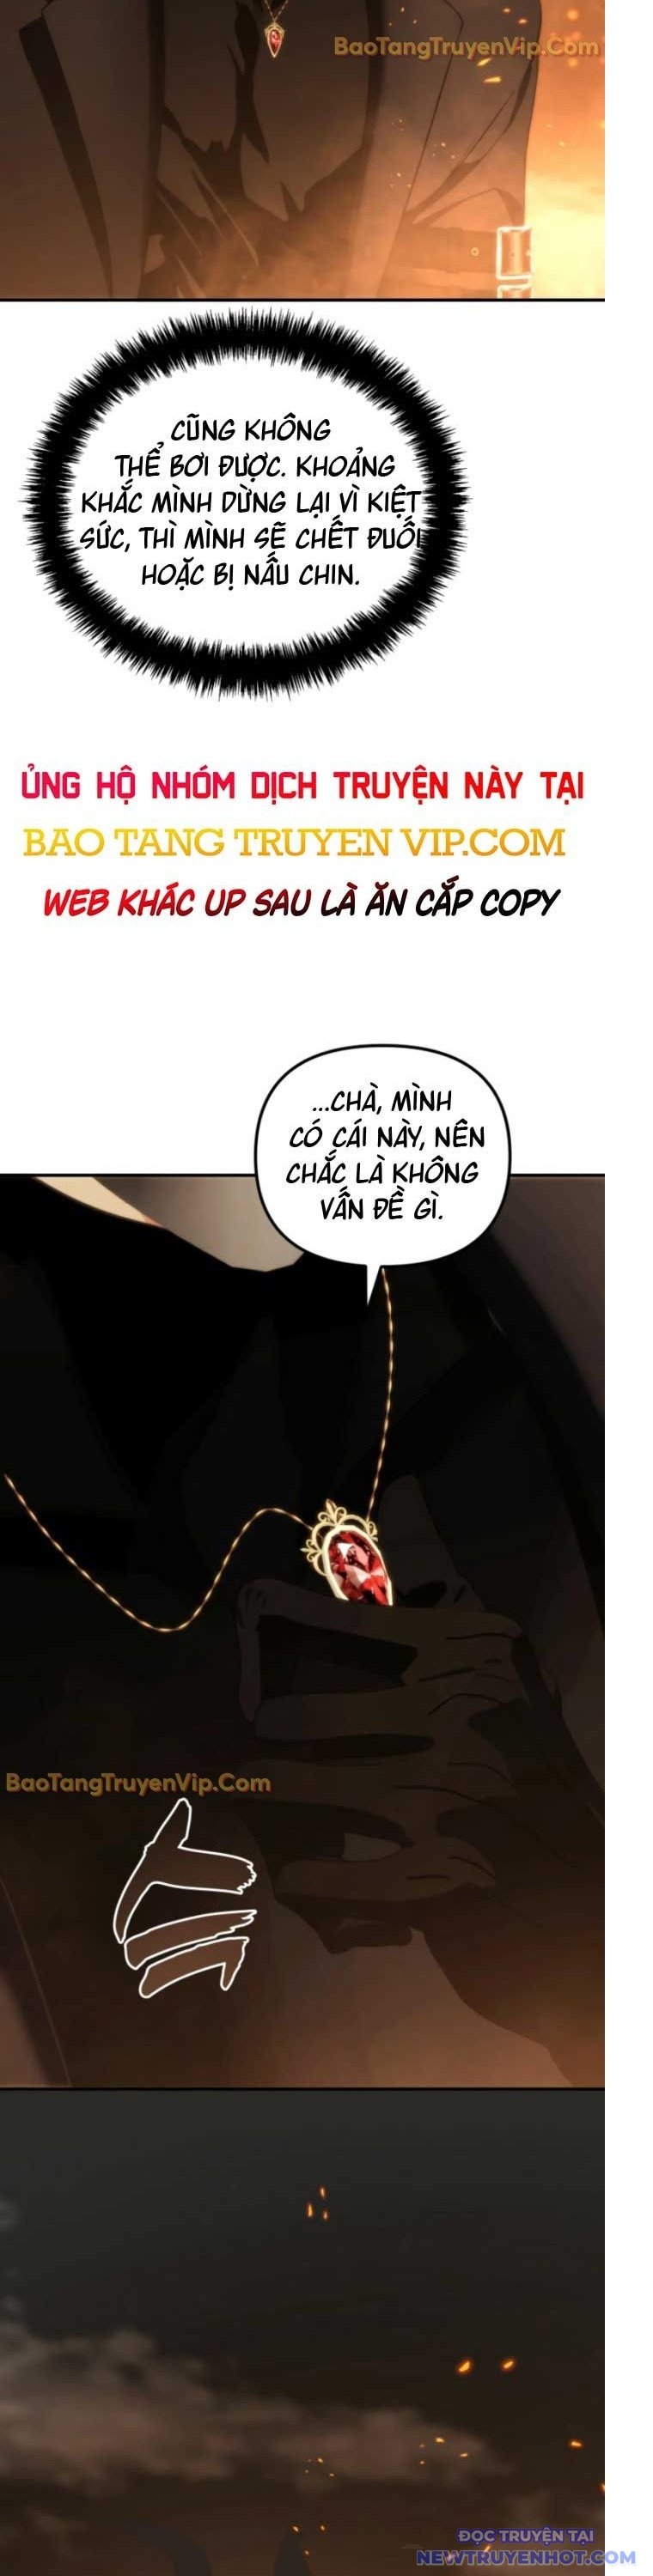 BaoTangTruyenVip.Com
CŨNG KHÔNG
THỂ BƠI ĐƯỢC. KHOẢNG
KHẮC MÌNH DỪNG LẠI VÌ KIỆT
SỨC, THÌ MÌNH SẼ CHẾT ĐUỐI
HOẶC BỊ NẤU CHIN.
ỦNG HỘ NHÓM DỊCH TRUYỆN NÀY TẠI
BAO TANG TRUYEN VIP.COM
WEB KHÁC UP SAU LÀ ĂN CẮP COPY
...CHÀ, MÌNH
CÓ CÁI NÀY, NÊN
CHẮC LÀ KHÔNG
VẤN ĐỀ GÌ.
BaoTangTruyenVip.Com
ĐỌC TRUYỆN TẠI
NEWTRUYENHOT.COM